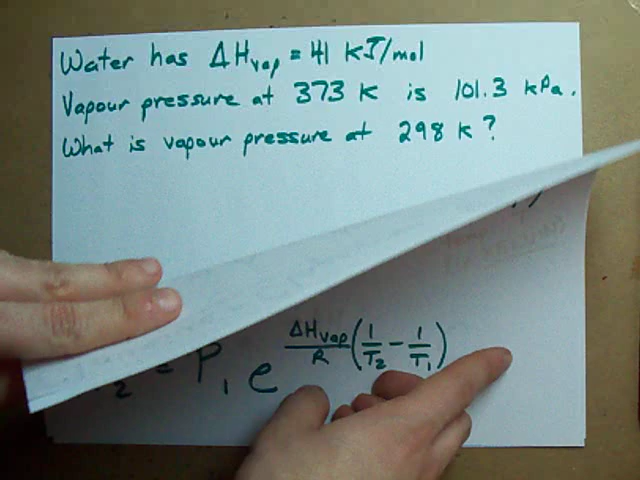 Water has ΔHvap = 41 kJ/mol
Vapour pressure at 373 K is 101.3 kPa.
What is vapour pressure at 298 K?
2 = P₁ e^(ΔHvap/R (1/T₂ − 1/T₁))